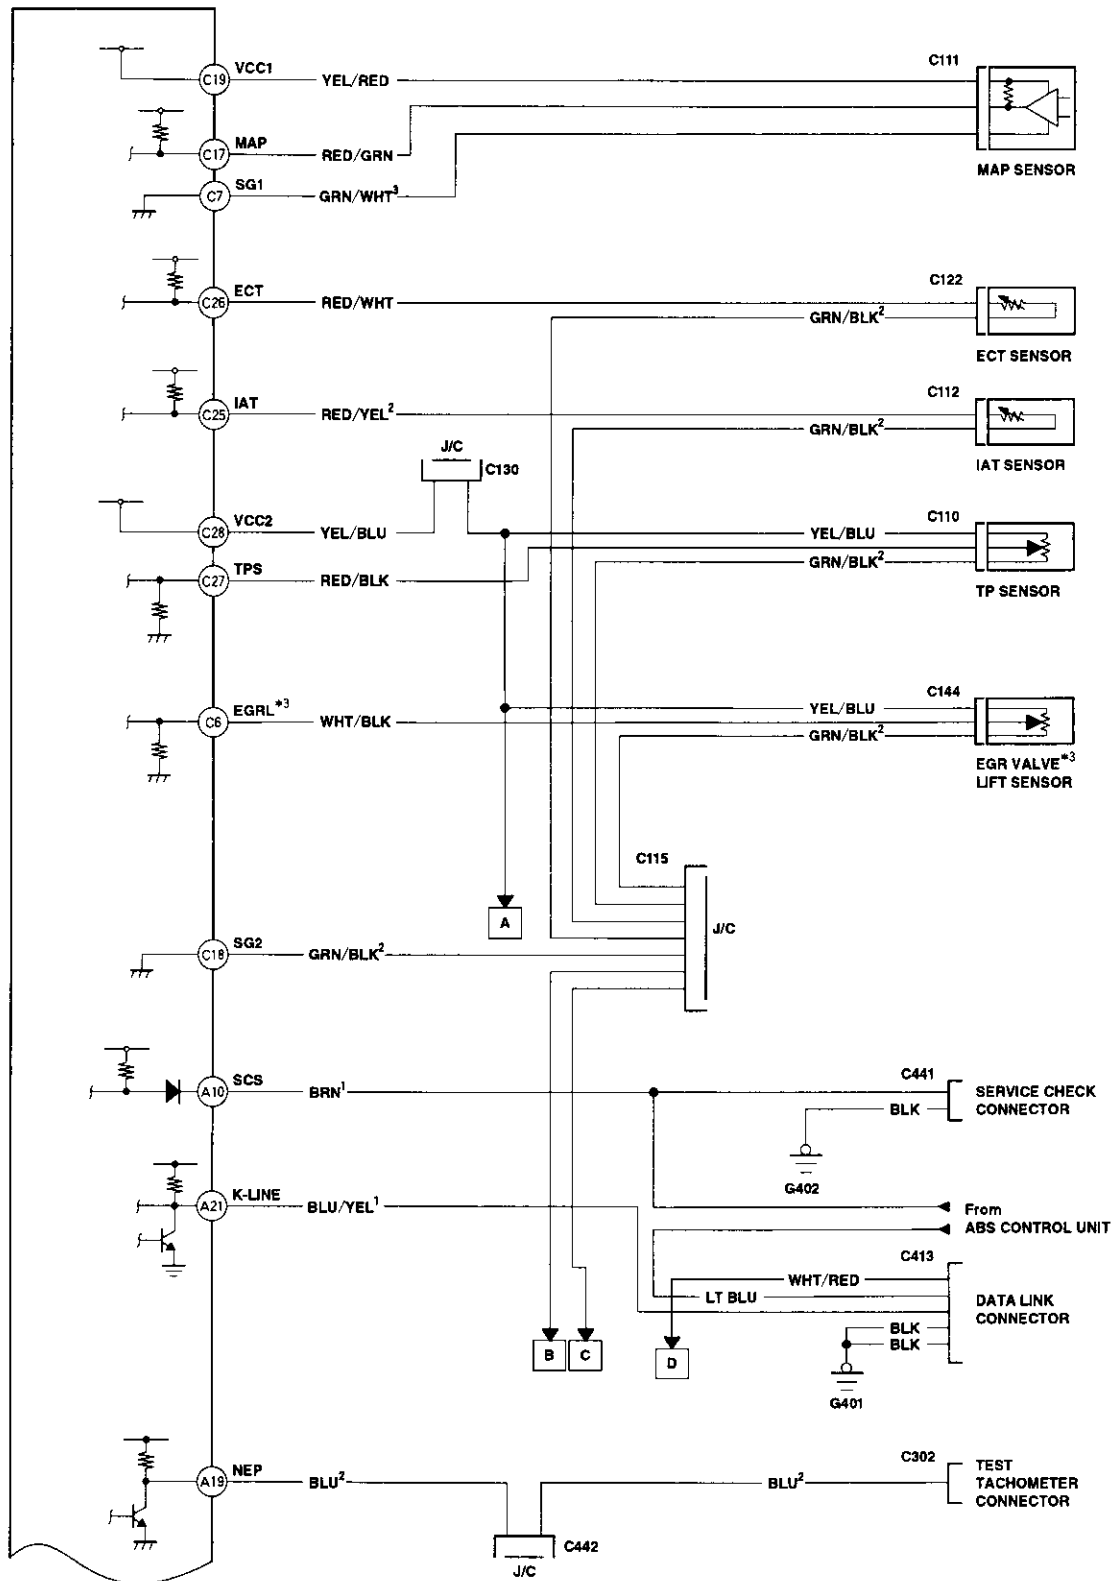 C19 VCC1 YEL/RED C111
MAP SENSOR
C17 MAP RED/GRN
C7 SG1 GRN/WHT³
C26 ECT RED/WHT C122
GRN/BLK²
ECT SENSOR
C25 IAT RED/YEL² C112
GRN/BLK²
IAT SENSOR
J/C
C130
C28 VCC2 YEL/BLU YEL/BLU C110
C27 TPS RED/BLK
GRN/BLK²
TP SENSOR
C6 EGRL*3 WHT/BLK
YEL/BLU C144
GRN/BLK²
EGR VALVE*3
LIFT SENSOR
C115
J/C
A
C18 SG2 GRN/BLK²
A10 SCS BRN¹ C441
SERVICE CHECK
CONNECTOR
BLK
G402
A21 K-LINE BLU/YEL¹
From
ABS CONTROL UNIT
C413
WHT/RED
LT BLU
DATA LINK
CONNECTOR
BLK
BLK
B C D
G401
A19 NEP BLU² BLU² C302
TEST
TACHOMETER
CONNECTOR
C442
J/C